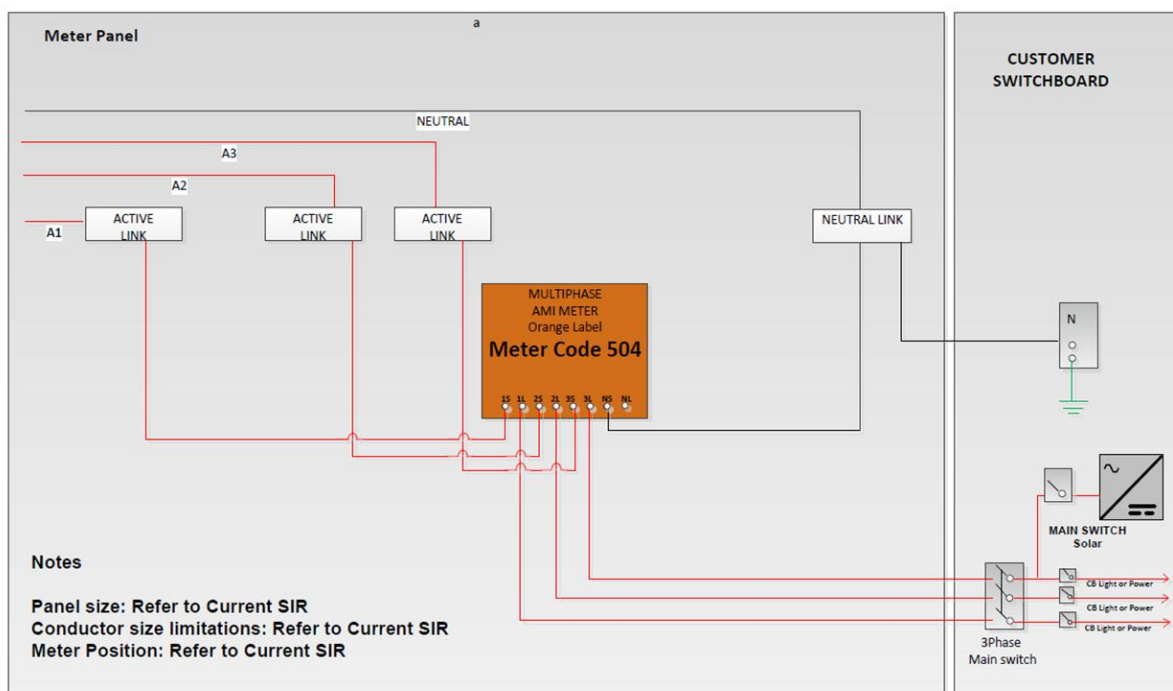 a
Meter Panel
CUSTOMER
SWITCHBOARD
NEUTRAL
A3
A2
A1
ACTIVE
LINK
ACTIVE
LINK
ACTIVE
LINK
NEUTRAL LINK
MULTIPHASE
AMI METER
Orange Label
Meter Code 504
1S 1L 2S 2L 3S 3L NS NL
N
MAIN SWITCH
Solar
CB Light or Power
CB Light or Power
CB Light or Power
3Phase
Main switch
Notes
Panel size: Refer to Current SIR
Conductor size limitations: Refer to Current SIR
Meter Position: Refer to Current SIR